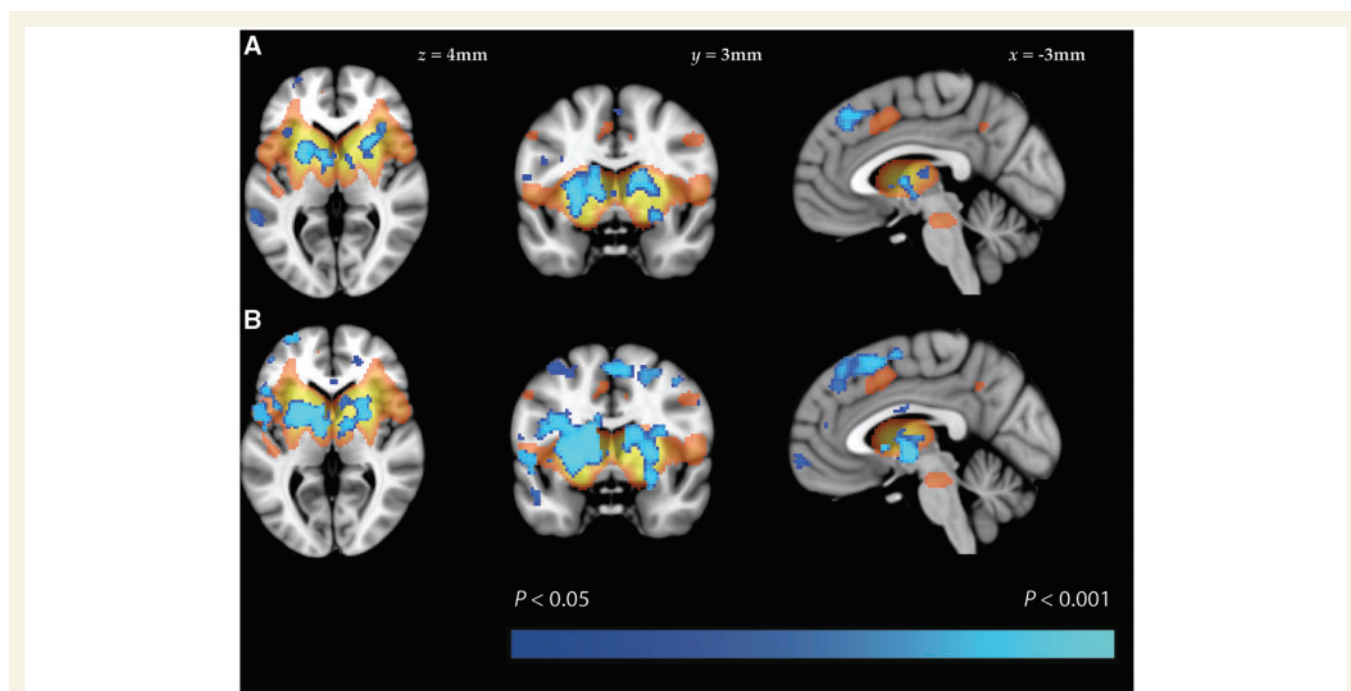 A
z = 4mm
y = 3mm
x = -3mm
B
P < 0.05
P < 0.001